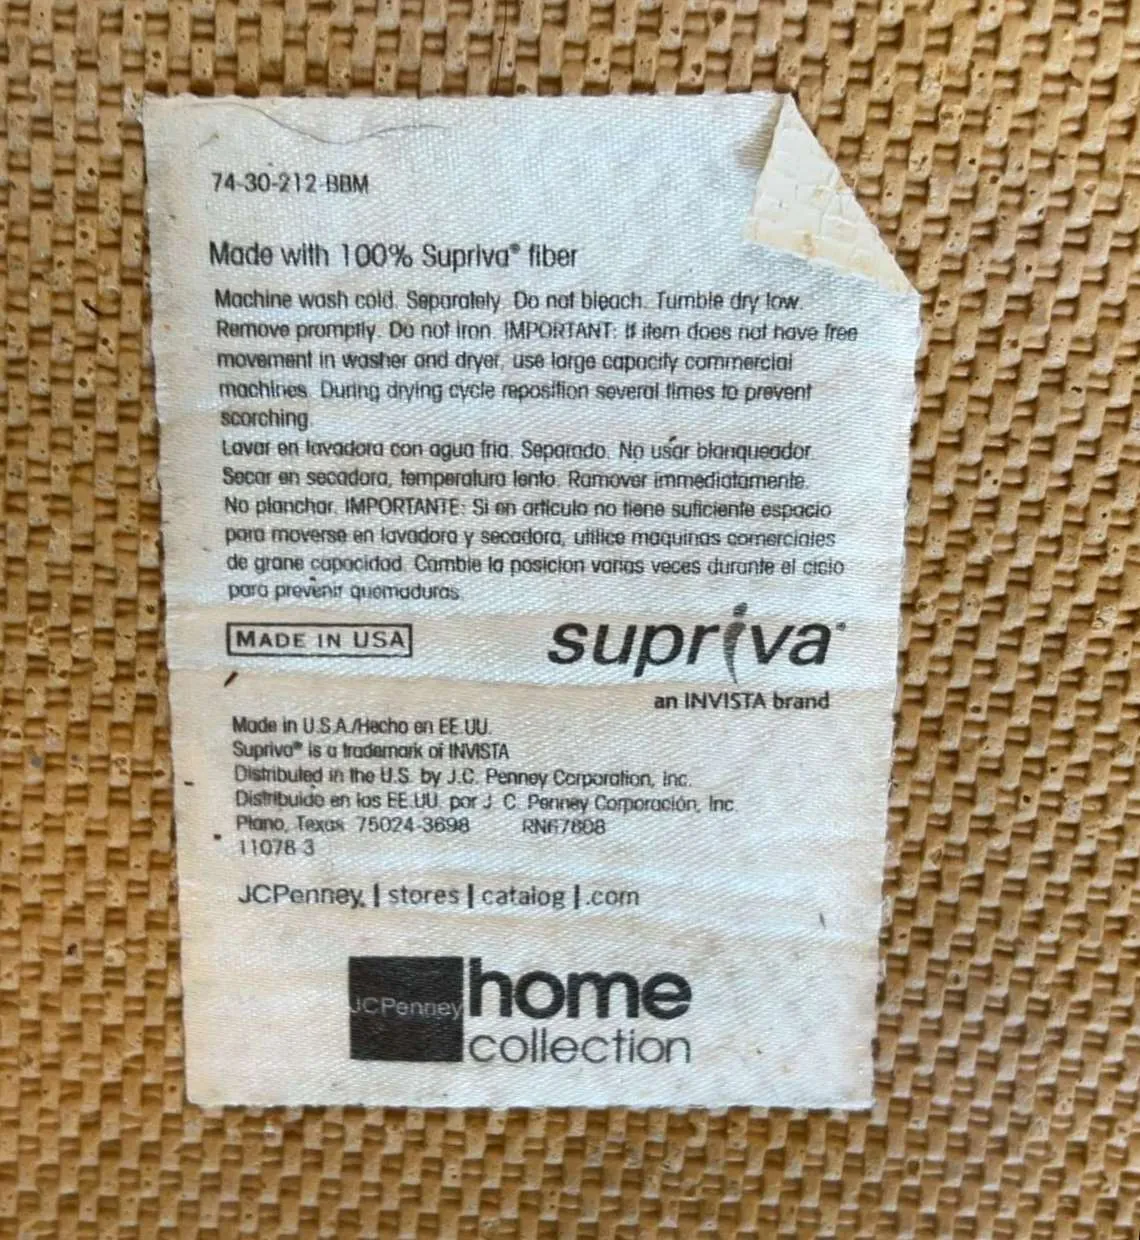 74-30-212-BBM
Made with 100% Supriva® fiber
Machine wash cold. Separately. Do not bleach. Tumble dry low.
Remove promptly. Do not iron. IMPORTANT: If item does not have free
movement in washer and dryer, use large capacity commercial
machines. During drying cycle reposition several times to prevent
scorching.
Lavar en lavadora con agua fria. Separado. No usar blanqueador.
Secar en secadora, temperatura lento. Ramover immediatamente.
No planchar. IMPORTANTE: Si en articulo no tiene suficiente espacio
para moverse en lavadora y secadora, utilice maquinas comerciales
de grane capacidad. Cambie la posicion varias veces durante el ciclo
para prevenir quemaduras.
MADE IN USA
supriva®
an INVISTA brand
Made in U.S.A./Hecho en EE.UU.
Supriva® is a trademark of INVISTA
Distributed in the U.S. by J.C. Penney Corporation, Inc.
Distribuido en los EE.UU. por J. C. Penney Corporación, Inc.
Plano, Texas 75024-3698 RN67808
11078 3
JCPenney | stores | catalog | .com
JCPenney home
collection